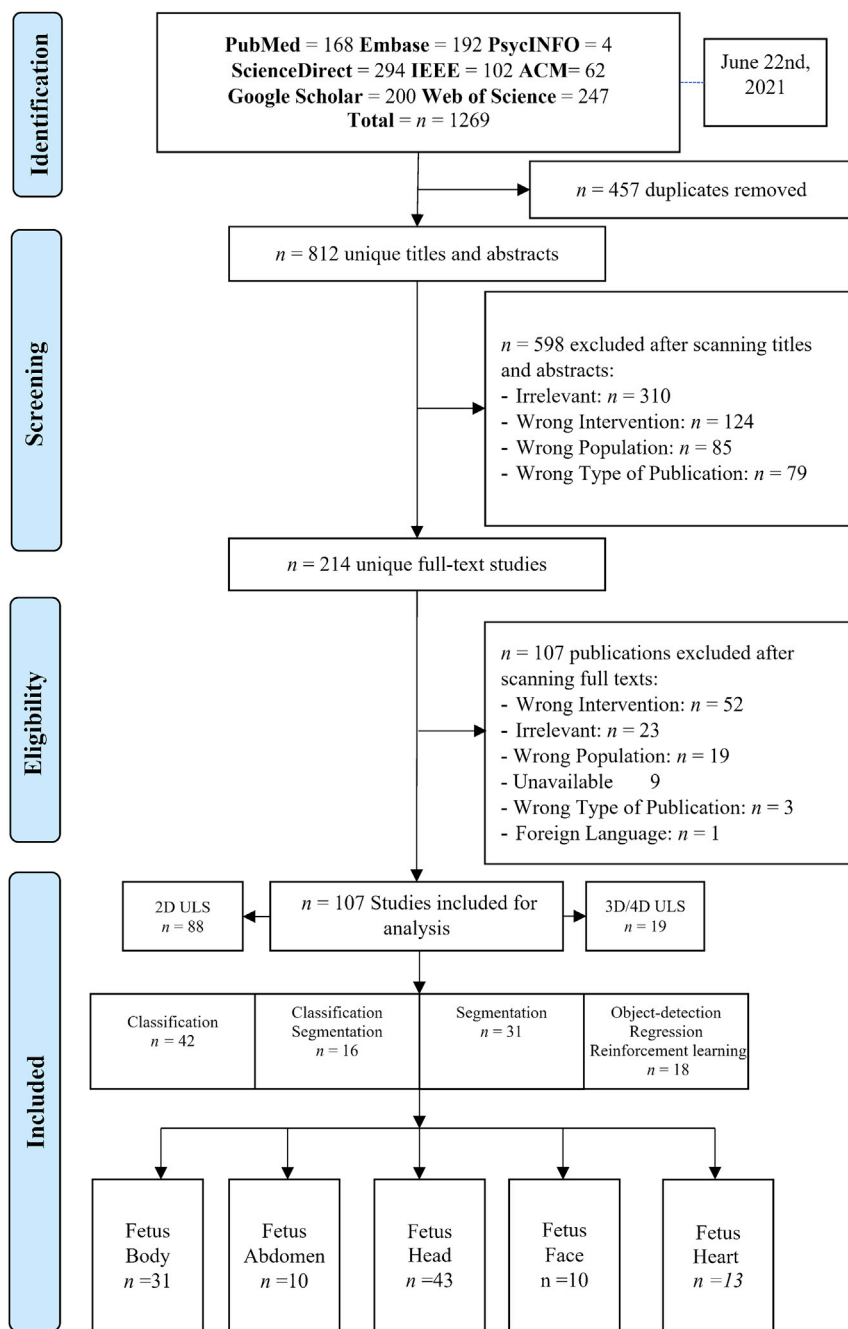 Identification
PubMed = 168 Embase = 192 PsycINFO = 4
ScienceDirect = 294 IEEE = 102 ACM= 62
Google Scholar = 200 Web of Science = 247
Total = n = 1269
June 22nd,
2021
n = 457 duplicates removed
Screening
n = 812 unique titles and abstracts
n = 598 excluded after scanning titles
and abstracts:
- Irrelevant: n = 310
- Wrong Intervention: n = 124
- Wrong Population: n = 85
- Wrong Type of Publication: n = 79
n = 214 unique full-text studies
Eligibility
n = 107 publications excluded after
scanning full texts:
- Wrong Intervention: n = 52
- Irrelevant: n = 23
- Wrong Population: n = 19
- Unavailable 9
- Wrong Type of Publication: n = 3
- Foreign Language: n = 1
Included
2D ULS
n = 88
n = 107 Studies included for
analysis
3D/4D ULS
n = 19
Classification
n = 42
Classification
Segmentation
n = 16
Segmentation
n = 31
Object-detection
Regression
Reinforcement learning
n = 18
Fetus
Body
n =31
Fetus
Abdomen
n =10
Fetus
Head
n =43
Fetus
Face
n =10
Fetus
Heart
n =13